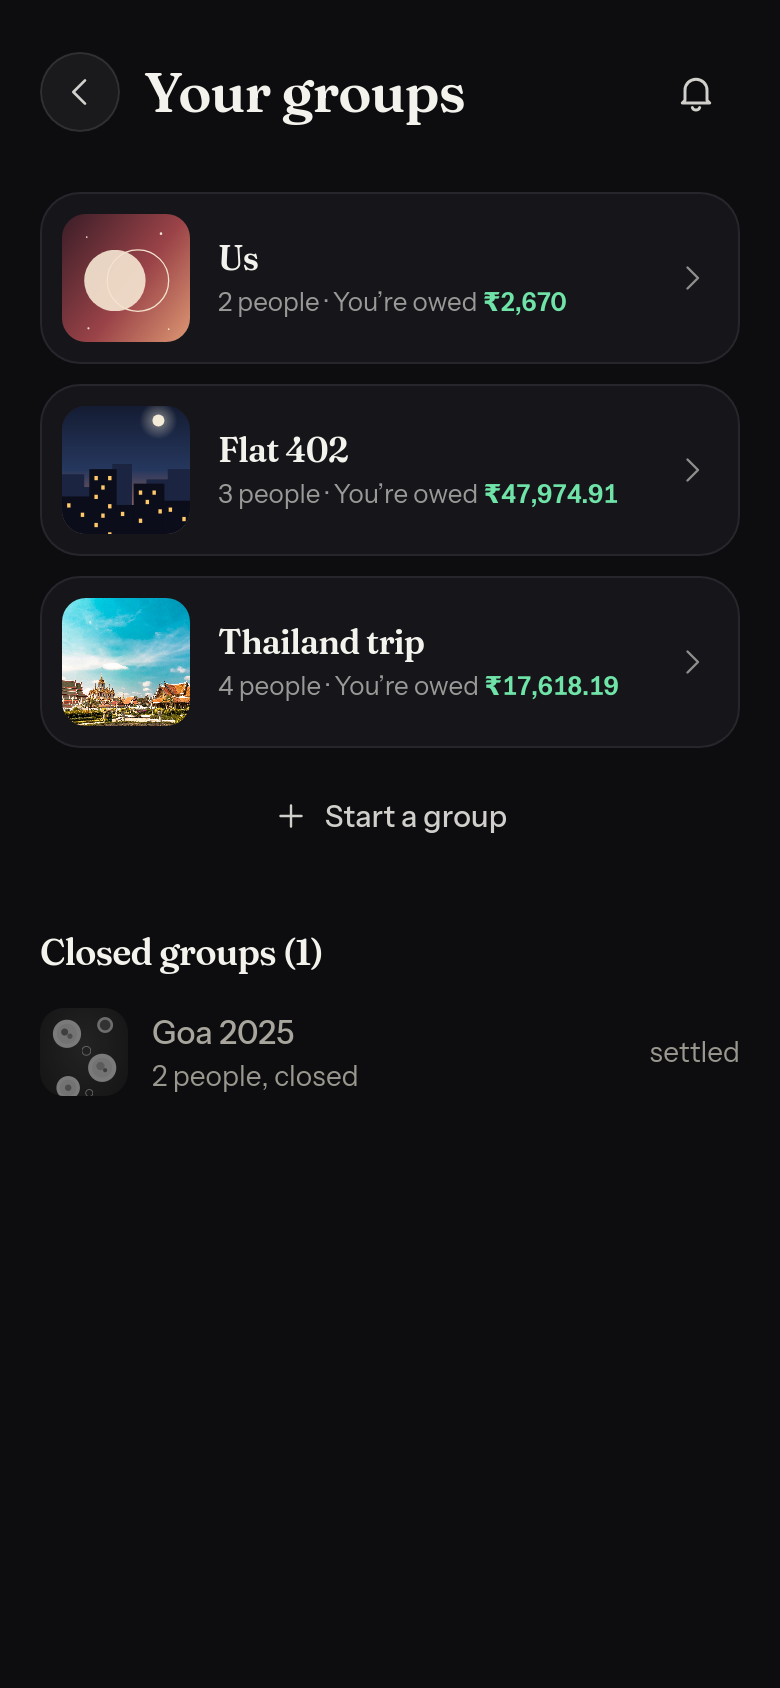 Your groups
Us
2 people · You’re owed ₹2,670
Flat 402
3 people · You’re owed ₹47,974.91
Thailand trip
4 people · You’re owed ₹17,618.19
Start a group
Closed groups (1)
Goa 2025
2 people, closed
settled